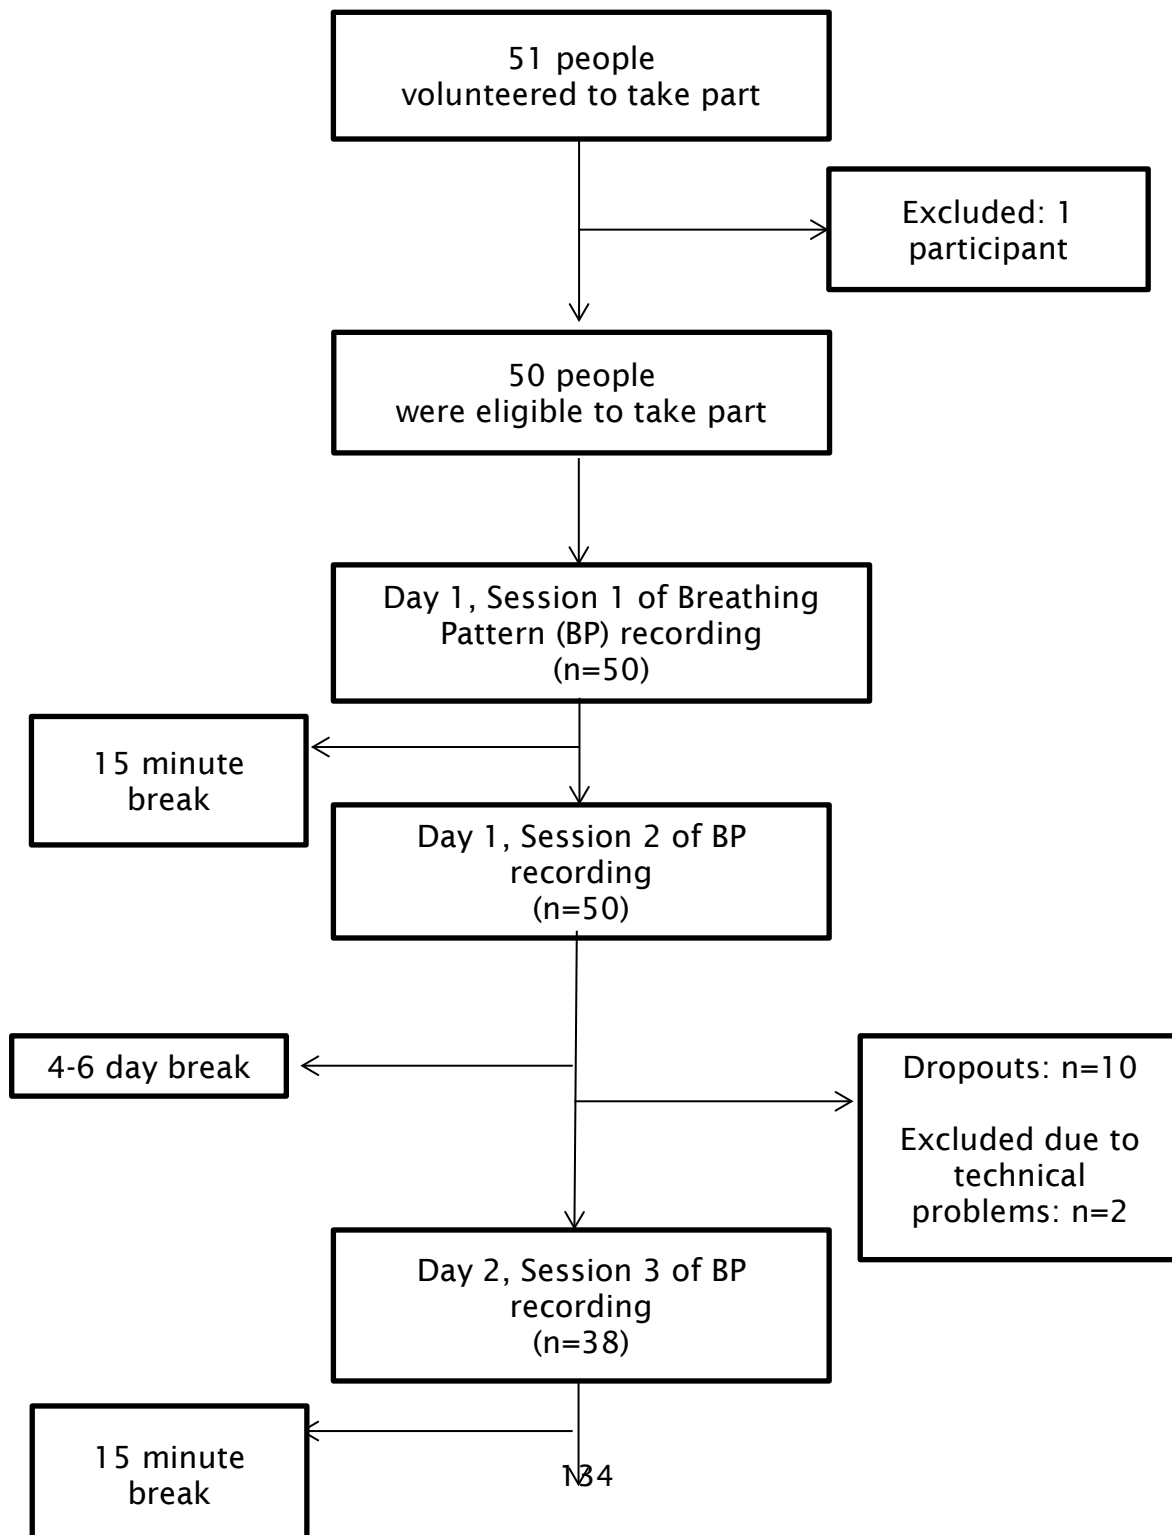 51 people
volunteered to take part
Excluded: 1
participant
50 people
were eligible to take part
Day 1, Session 1 of Breathing
Pattern (BP) recording
(n=50)
15 minute
break
Day 1, Session 2 of BP
recording
(n=50)
4-6 day break
Dropouts: n=10
Excluded due to
technical
problems: n=2
Day 2, Session 3 of BP
recording
(n=38)
15 minute
break
134